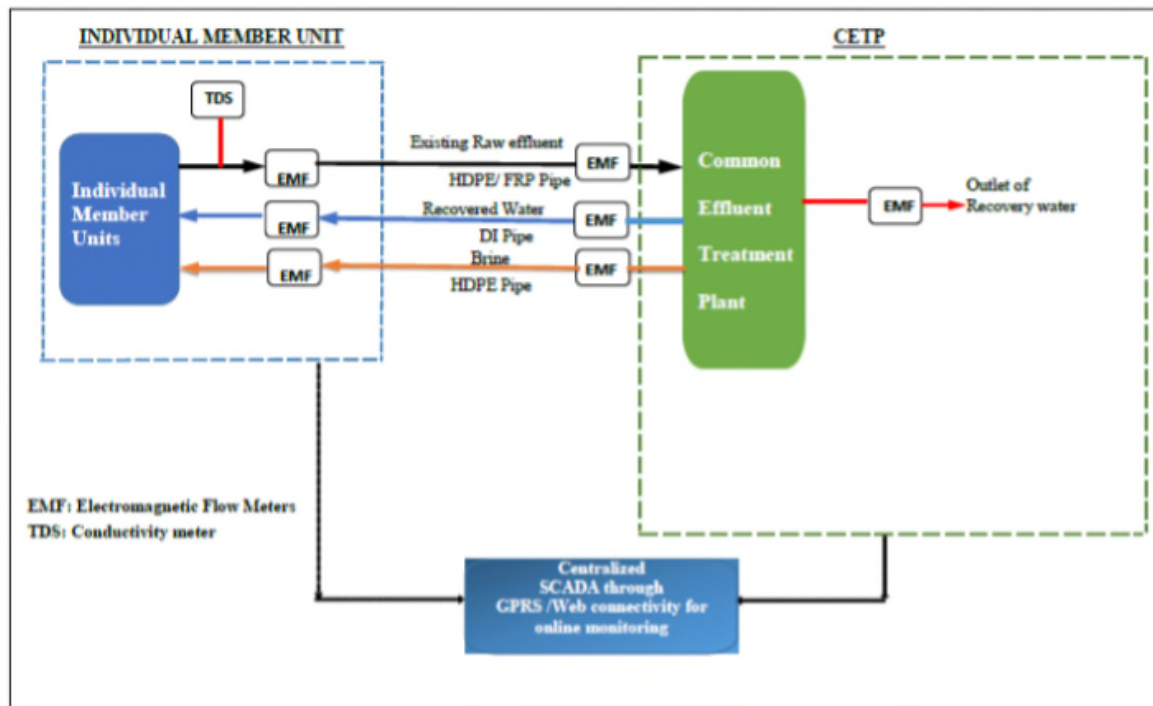 INDIVIDUAL MEMBER UNIT
CETP
TDS
Existing Raw effluent
EMF
EMF
HDPE/ FRP Pipe
Individual
Member
Units
Recovered Water
EMF
EMF
DI Pipe
Brine
EMF
EMF
HDPE Pipe
Common
Effluent
Treatment
Plant
EMF
Outlet of
Recovery water
EMF: Electromagnetic Flow Meters
TDS: Conductivity meter
Centralized
SCADA through
GPRS /Web connectivity for
online monitoring